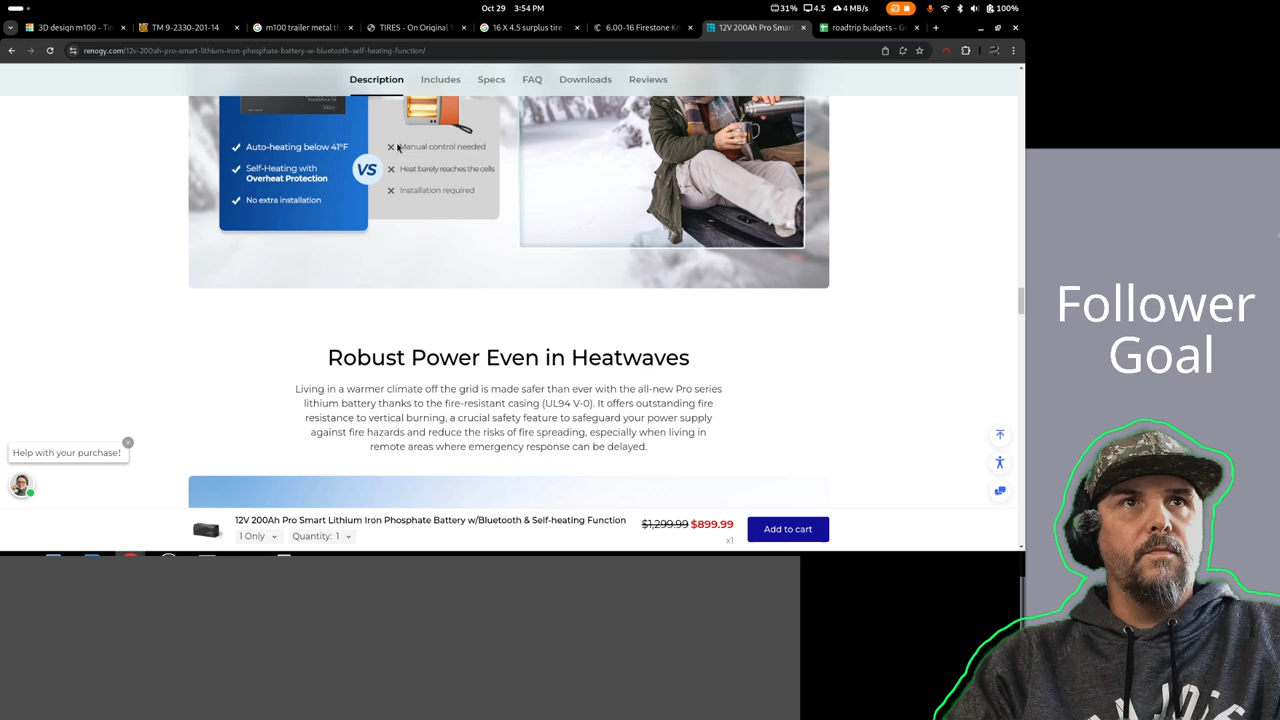 Oct 29 3:54 PM
31% 4.5 4 MB/s 100%
3D design m100 - Tin
TM 9-2330-201-14
m100 trailer metal th
TIRES - On Original
16 X 4.5 surplus tire
6.00-16 Firestone Kn
12V 200Ah Pro Smar
roadtrip budgets - G
renogy.com/12v-200ah-pro-smart-lithium-iron-phosphate-battery-w-bluetooth-self-heating-function/
Description Includes Specs FAQ Downloads Reviews
PHOSPHATE
PRO
Auto-heating below 41°F
Self-Heating with
Overheat Protection
No extra installation
VS
Manual control needed
Heat barely reaches the cells
Installation required
Robust Power Even in Heatwaves
Living in a warmer climate off the grid is made safer than ever with the all-new Pro series
lithium battery thanks to the fire-resistant casing (UL94 V-0). It offers outstanding fire
resistance to vertical burning, a crucial safety feature to safeguard your power supply
against fire hazards and reduce the risks of fire spreading, especially when living in
remote areas where emergency response can be delayed.
Help with your purchase!
12V 200Ah Pro Smart Lithium Iron Phosphate Battery w/Bluetooth & Self-heating Function
1 Only Quantity: 1
$1,299.99 $899.99
x1
Add to cart
Follower
Goal